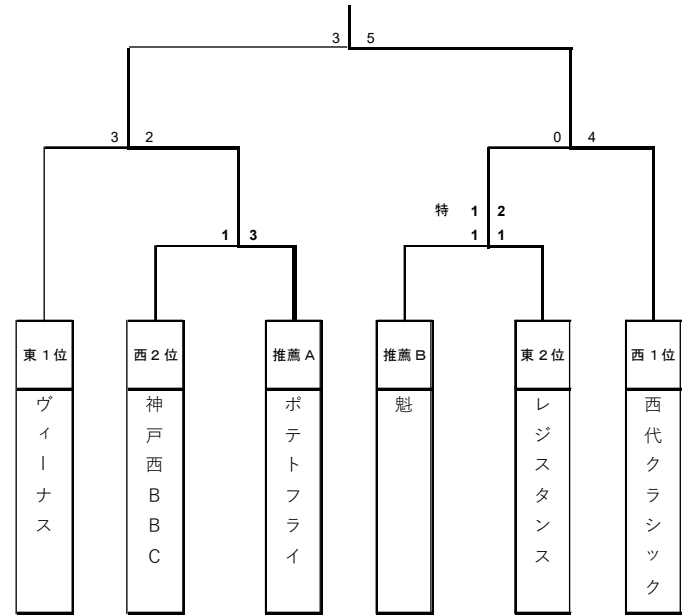 3 5
3 2
0 4
特 1 2
1 3
1 1
東1位
西2位
推薦A
推薦B
東2位
西1位
ヴィーナス
神戸西BBC
ポテトフライ
魁
レジスタンス
西代クラシック